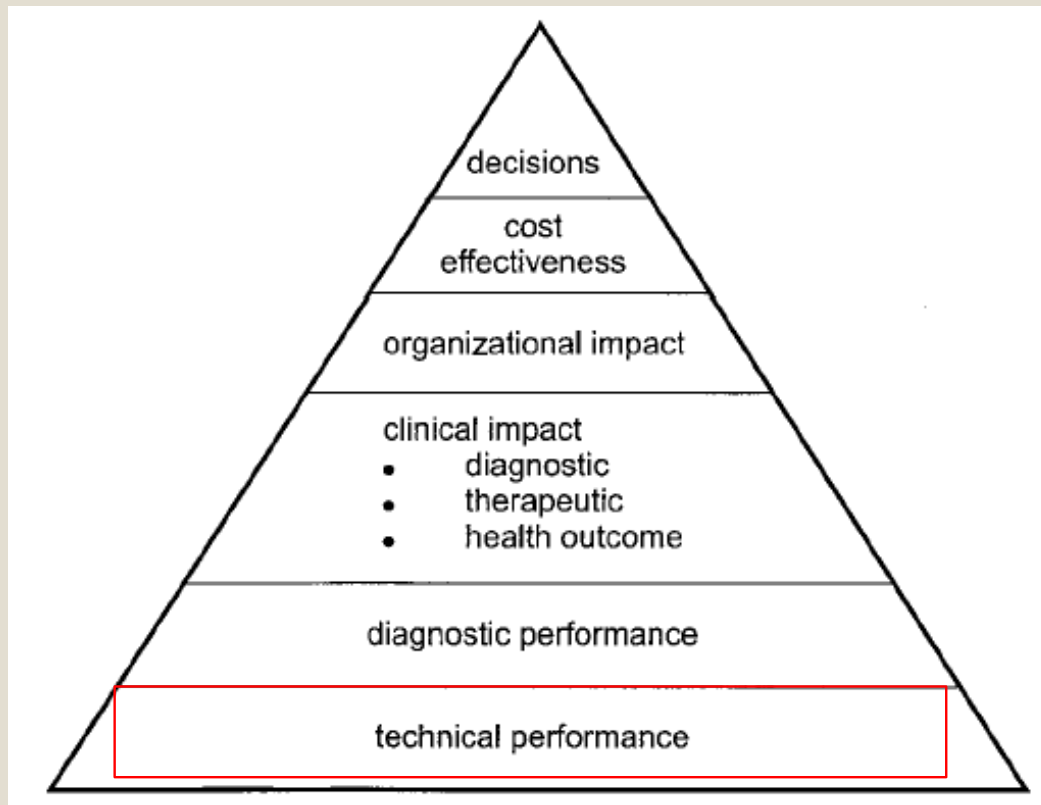 decisions
cost
effectiveness
organizational impact
clinical impact
• diagnostic
• therapeutic
• health outcome
diagnostic performance
technical performance